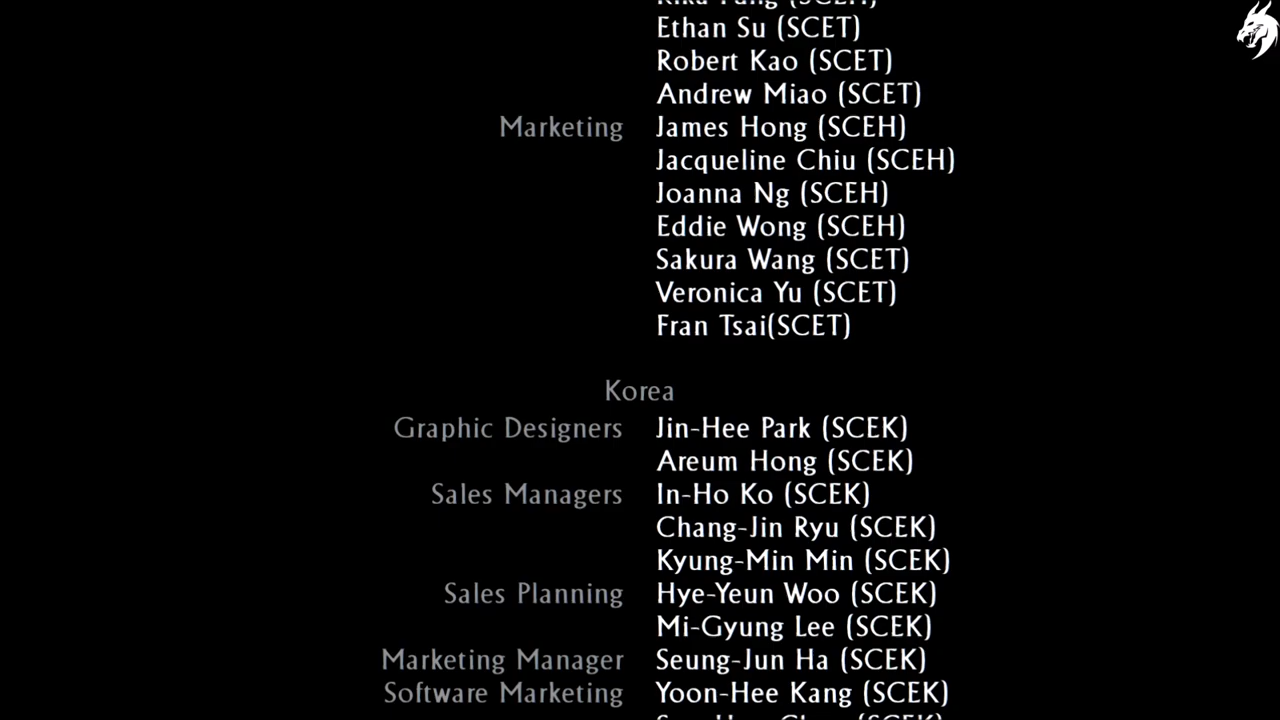 Ethan Su (SCET)
Robert Kao (SCET)
Andrew Miao (SCET)
Marketing James Hong (SCEH)
Jacqueline Chiu (SCEH)
Joanna Ng (SCEH)
Eddie Wong (SCEH)
Sakura Wang (SCET)
Veronica Yu (SCET)
Fran Tsai(SCET)
Korea
Graphic Designers Jin-Hee Park (SCEK)
Areum Hong (SCEK)
Sales Managers In-Ho Ko (SCEK)
Chang-Jin Ryu (SCEK)
Kyung-Min Min (SCEK)
Sales Planning Hye-Yeun Woo (SCEK)
Mi-Gyung Lee (SCEK)
Marketing Manager Seung-Jun Ha (SCEK)
Software Marketing Yoon-Hee Kang (SCEK)